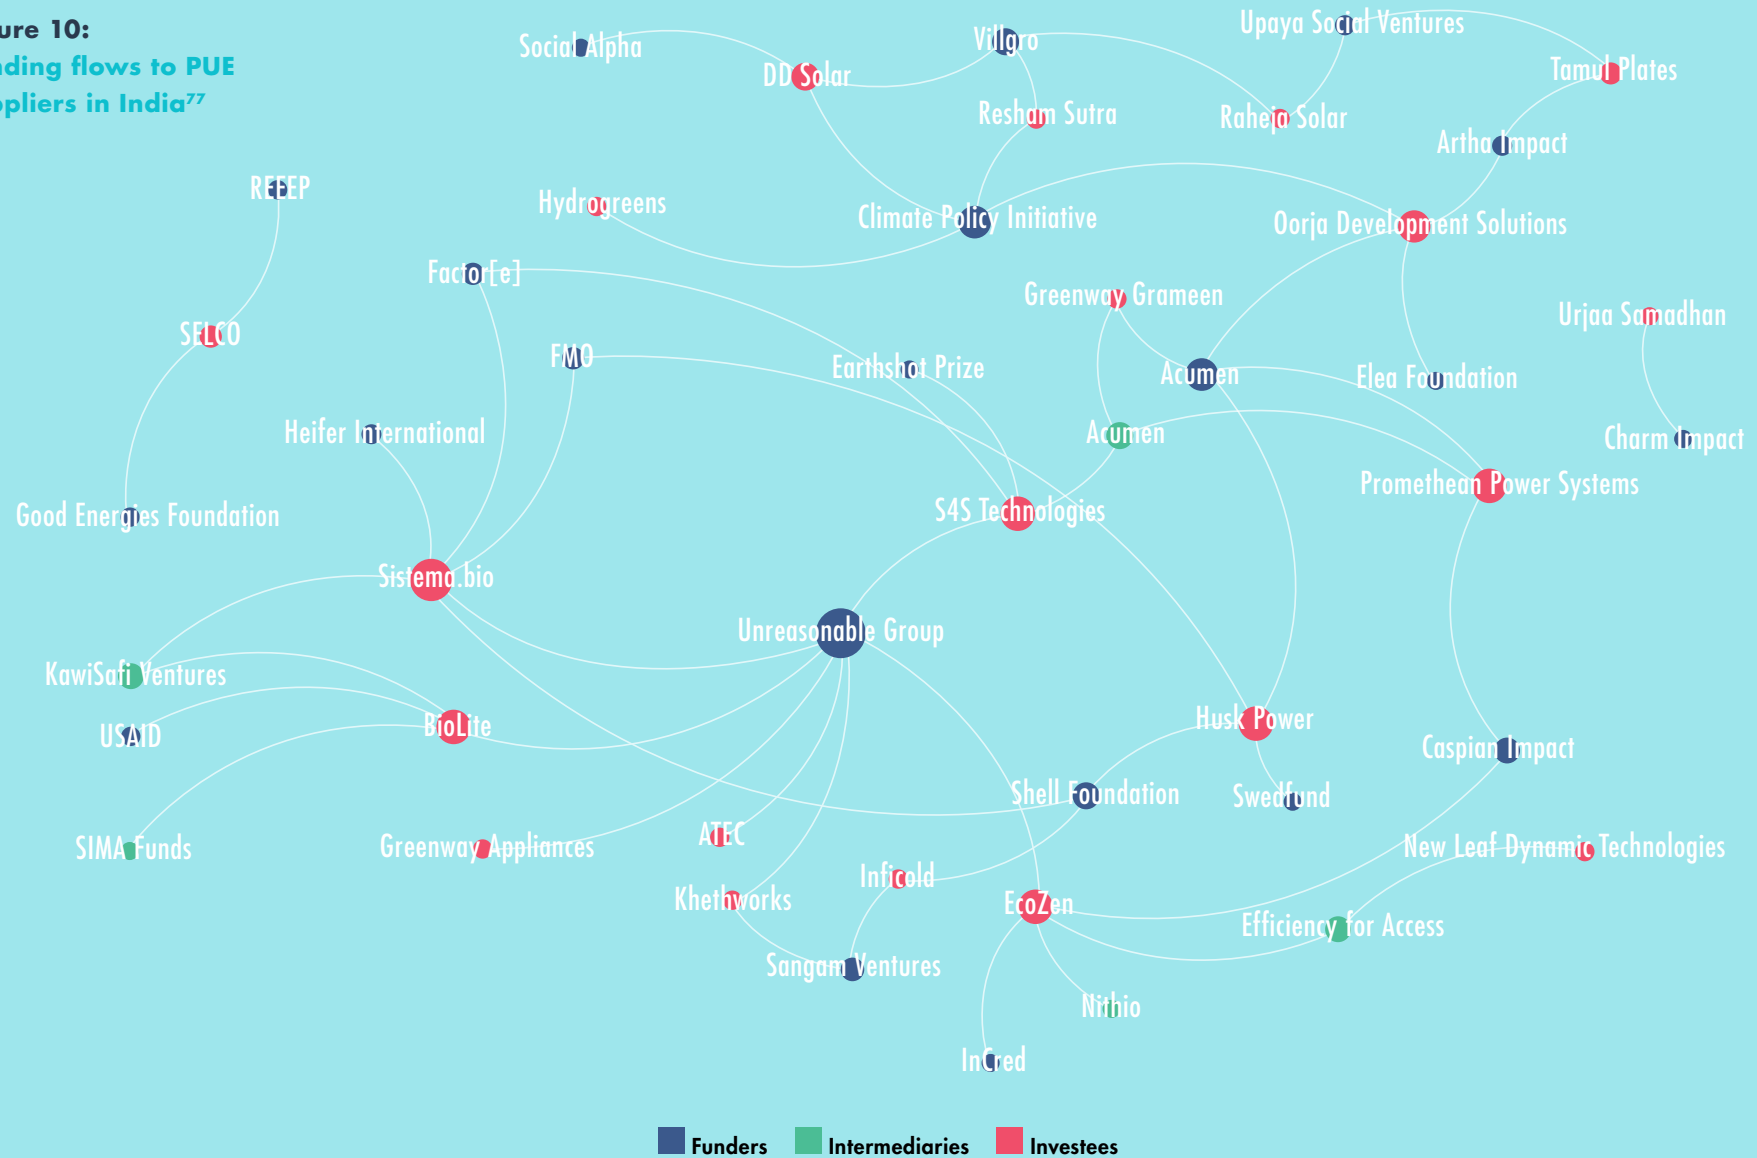 ure 10:
nding flows to PUE
ppliers in India77
Social Alpha
DD Solar
Villgro
Upaya Social Ventures
Tamul Plates
Resham Sutra
Raheja Solar
Artha Impact
REEEP
Hydrogreens
Climate Policy Initiative
Oorja Development Solutions
Factor[e]
Greenway Grameen
Urjaa Samadhan
SELCO
FMO
Earthshot Prize
Acumen
Elea Foundation
Heifer International
Acumen
Charm Impact
Promethean Power Systems
Good Energies Foundation
S4S Technologies
Sistema.bio
Unreasonable Group
KawiSafi Ventures
USAID
BioLite
Husk Power
Caspian Impact
Shell Foundation
Swedfund
SIMA Funds
Greenway Appliances
ATEC
New Leaf Dynamic Technologies
Inficold
Khethworks
EcoZen
Efficiency for Access
Sangam Ventures
Nithio
InCred
Funders
Intermediaries
Investees